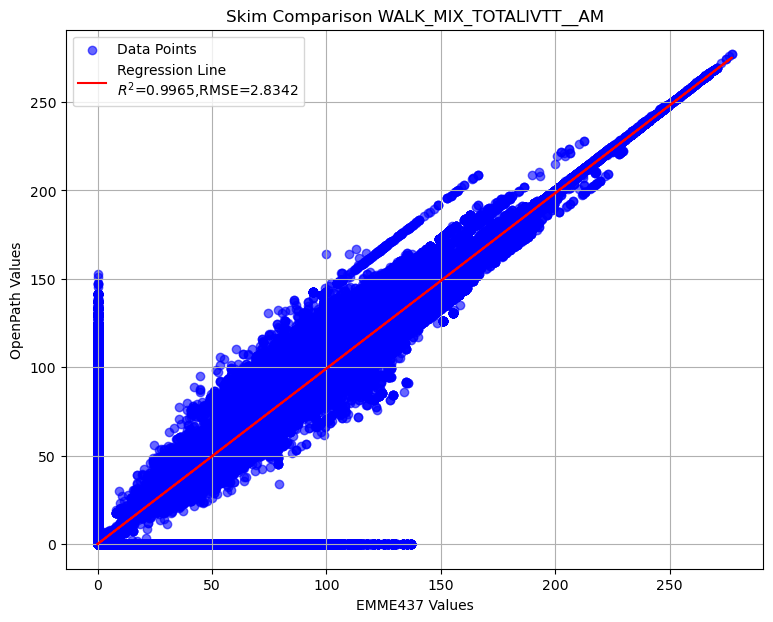 Skim Comparison WALK_MIX_TOTALIVTT__AM
Data Points
Regression Line
R²=0.9965,RMSE=2.8342
OpenPath Values
250
200
150
100
50
0
0 50 100 150 200 250
EMME437 Values